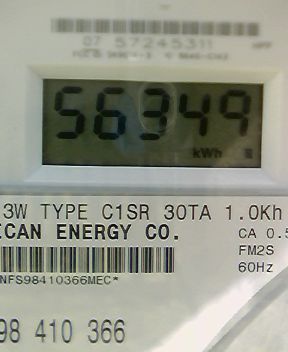 07 57245311
56349
kWh
3W TYPE C1SR 30TA 1.0Kh
ICAN ENERGY CO. CA 0.5
FM2S
NFS98410366MEC* 60Hz
98 410 366